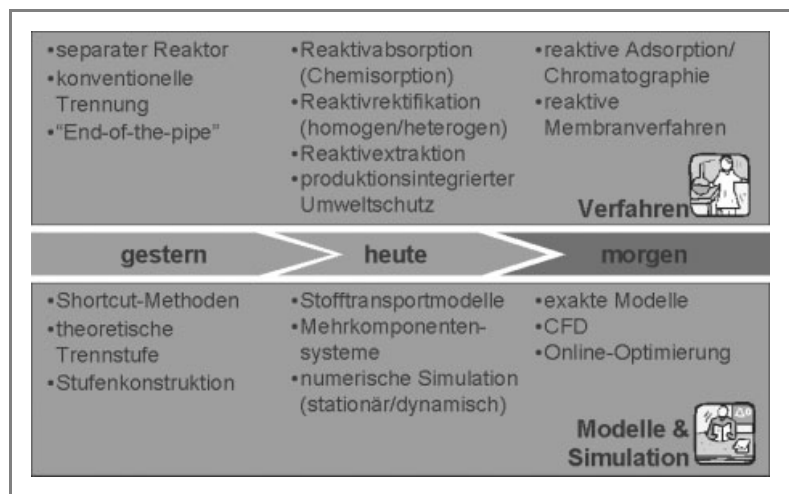 •separater Reaktor
•konventionelle
Trennung
•"End-of-the-pipe"
•Reaktivabsorption
(Chemisorption)
•Reaktivrektifikation
(homogen/heterogen)
•Reaktivextraktion
•produktionsintegrierter
Umweltschutz
•reaktive Adsorption/
Chromatographie
•reaktive
Membranverfahren
Verfahren
gestern
heute
morgen
•Shortcut-Methoden
•theoretische
Trennstufe
•Stufenkonstruktion
•Stofftransportmodelle
•Mehrkomponenten-
systeme
•numerische Simulation
(stationär/dynamisch)
•exakte Modelle
•CFD
•Online-Optimierung
Modelle &
Simulation